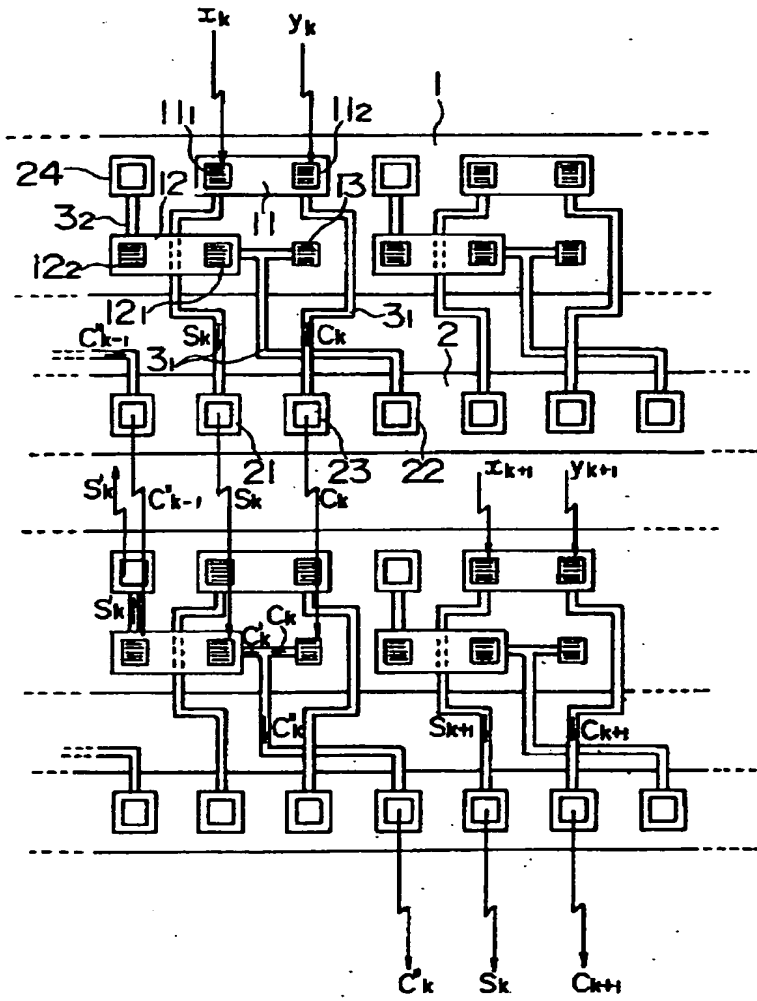 xk yk
1
11₁ 11₂
24 12 11 13
3₂
12₂ 12₁
3₁
C″k-1 Sk 3₁ Ck 2
21 23 22
S′k C″k-1 Sk Ck xk+1 yk+1
S′k C′k Ck
C″k Sk+1 Ck+1
C″k Sk Ck+1